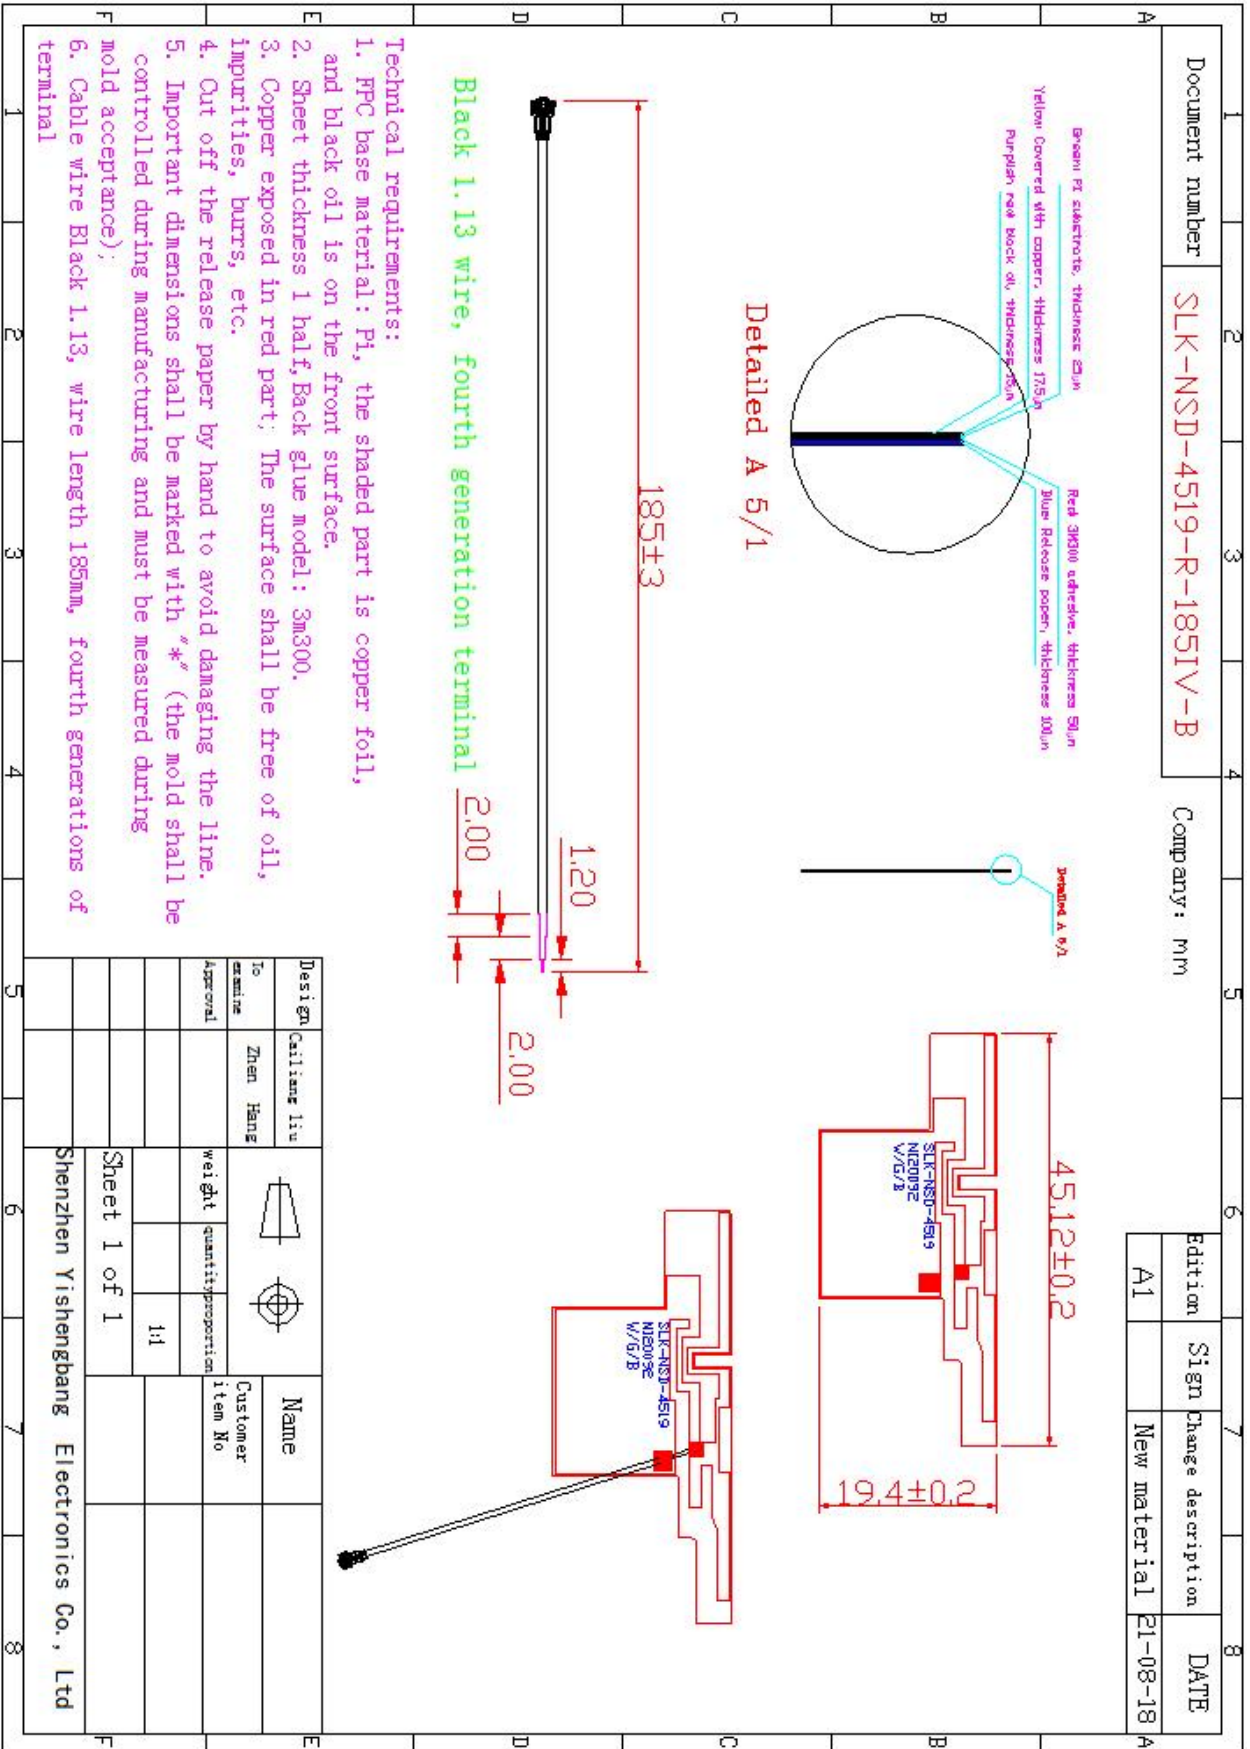 Document number
SLK-NSD-4519-R-185IV-B
Company: mm
Edition
Sign
Change description
DATE
A1
New material
21-08-18
Green: PI substrate, thickness 25μm
Yellow: Covered with copper, thickness 17.5μm
Purplish red: black oil, thickness
Red: 3M300 adhesive, thickness 50μm
Blue: Release paper, thickness 100μm
Detailed A 5/1
Detailed A 5/1
45.12±0.2
19.4±0.2
SLK-NSD-4519
NI20092
W/G/B
SLK-NSD-4519
NI20092
W/G/B
185±3
1.20
2.00
2.00
Black 1.13 wire, fourth generation terminal
Technical requirements:
1. FPC base material: Pi, the shaded part is copper foil,
and black oil is on the front surface.
2. Sheet thickness 1 half, Back glue model: 3m300.
3. Copper exposed in red part; The surface shall be free of oil,
impurities, burrs, etc.
4. Cut off the release paper by hand to avoid damaging the line.
5. Important dimensions shall be marked with "*" (the mold shall be
controlled during manufacturing and must be measured during
mold acceptance);
6. Cable wire Black 1.13, wire length 185mm, fourth generations of
terminal
Design
Cailiang liu
To examine
Zhen Hang
Approval
weight
quantity
proportion
1:1
Sheet 1 of 1
Name
Customer item No
Shenzhen Yishengbang Electronics Co., Ltd
1 2 3 4 5 6 7 8
1 2 3 4 5 6 7 8
A B C D E F
A B C D E F